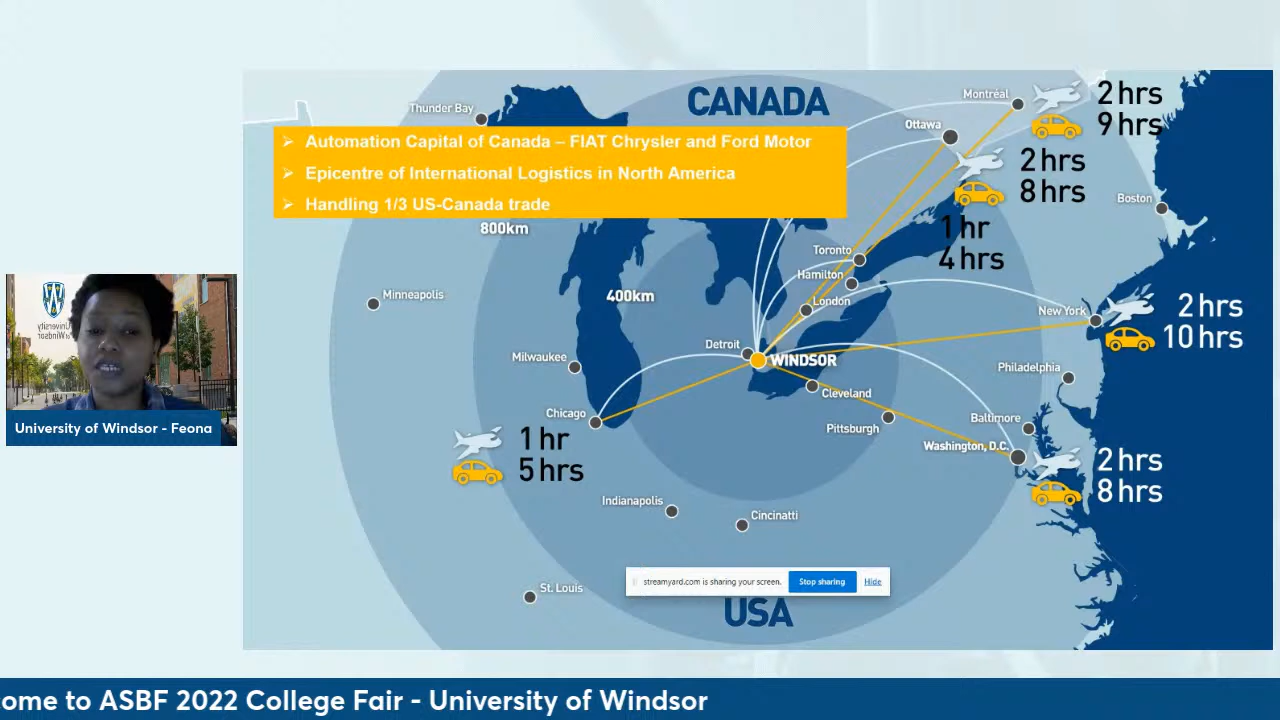 CANADA
Montréal
2 hrs
9 hrs
Thunder Bay
Ottawa
➢ Automation Capital of Canada – FIAT Chrysler and Ford Motor
➢ Epicentre of International Logistics in North America
➢ Handling 1/3 US-Canada trade
2 hrs
8 hrs
Boston
800km
1 hr
4 hrs
Toronto
Hamilton
400km
Minneapolis
London
New York
2 hrs
10 hrs
Detroit
WINDSOR
Milwaukee
Philadelphia
Cleveland
Chicago
Pittsburgh
Baltimore
Washington, D.C.
1 hr
5 hrs
2 hrs
8 hrs
Indianapolis
Cincinatti
St. Louis
streamyard.com is sharing your screen.
Stop sharing
Hide
USA
University of Windsor - Feona
ome to ASBF 2022 College Fair - University of Windsor